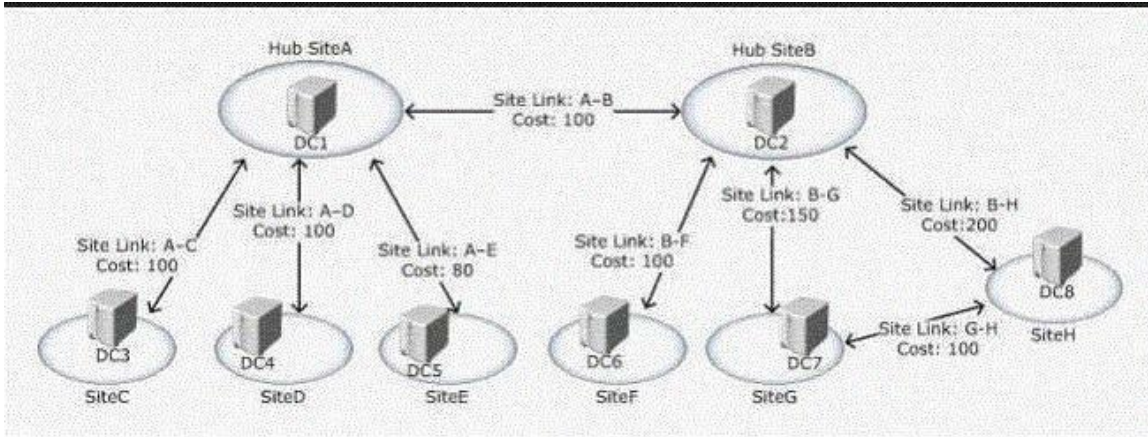 Hub SiteA
Hub SiteB
DC1
Site Link: A-B
Cost: 100
DC2
Site Link: A-C
Cost: 100
Site Link: A-D
Cost: 100
Site Link: A-E
Cost: 80
Site Link: B-F
Cost: 100
Site Link: B-G
Cost:150
Site Link: B-H
Cost:200
DC3
DC4
DC5
DC6
DC7
DC8
Site Link: G-H
Cost: 100
SiteC
SiteD
SiteE
SiteF
SiteG
SiteH